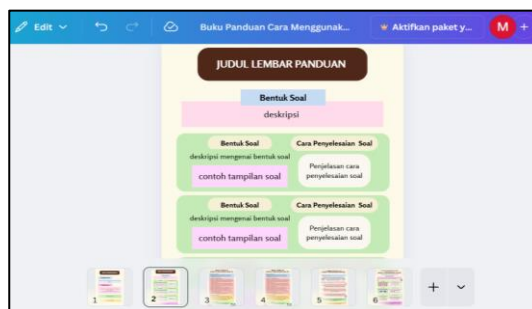 Edit
Buku Panduan Cara Menggunak...
Aktifkan paket y...
M
JUDUL LEMBAR PANDUAN
Bentuk Soal
deskripsi
Bentuk Soal
Cara Penyelesaian Soal
deskripsi mengenai bentuk soal
contoh tampilan soal
Penjelasan cara
penyelesaian soal
Bentuk Soal
Cara Penyelesaian Soal
deskripsi mengenai bentuk soal
contoh tampilan soal
Penjelasan cara
penyelesaian soal
1
2
3
4
5
6